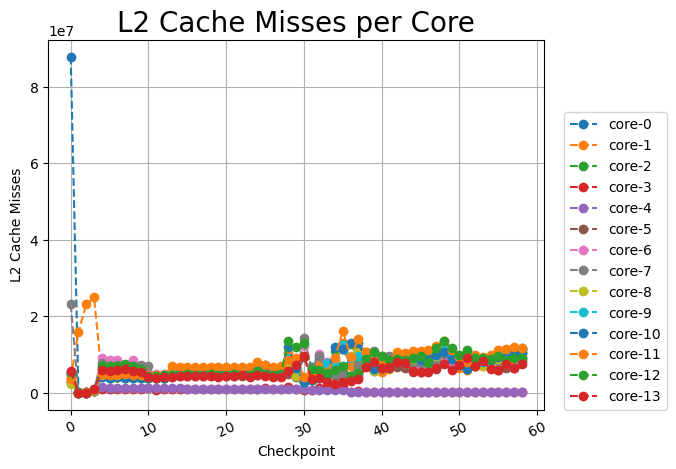 L2 Cache Misses per Core
1e7
8
6
4
2
0
L2 Cache Misses
0
10
20
30
40
50
60
Checkpoint
core-0
core-1
core-2
core-3
core-4
core-5
core-6
core-7
core-8
core-9
core-10
core-11
core-12
core-13